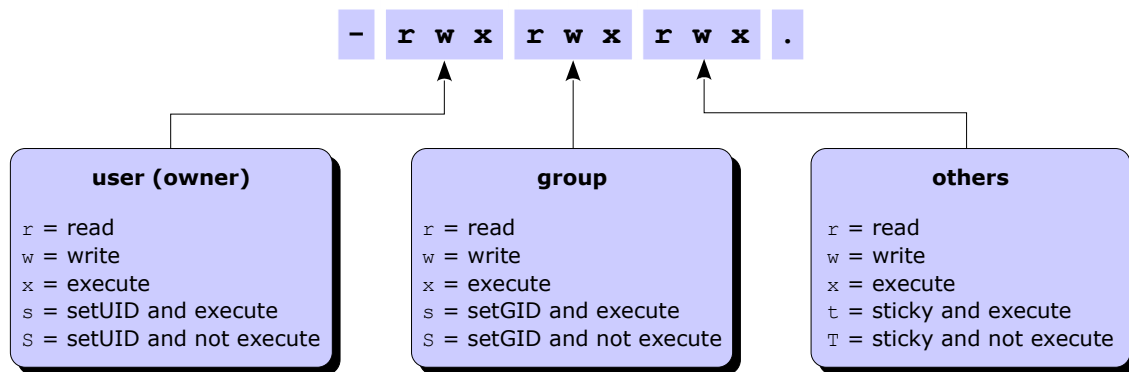 - r w x r w x r w x .
user (owner)
r = read
w = write
x = execute
s = setUID and execute
S = setUID and not execute
group
r = read
w = write
x = execute
s = setGID and execute
S = setGID and not execute
others
r = read
w = write
x = execute
t = sticky and execute
T = sticky and not execute